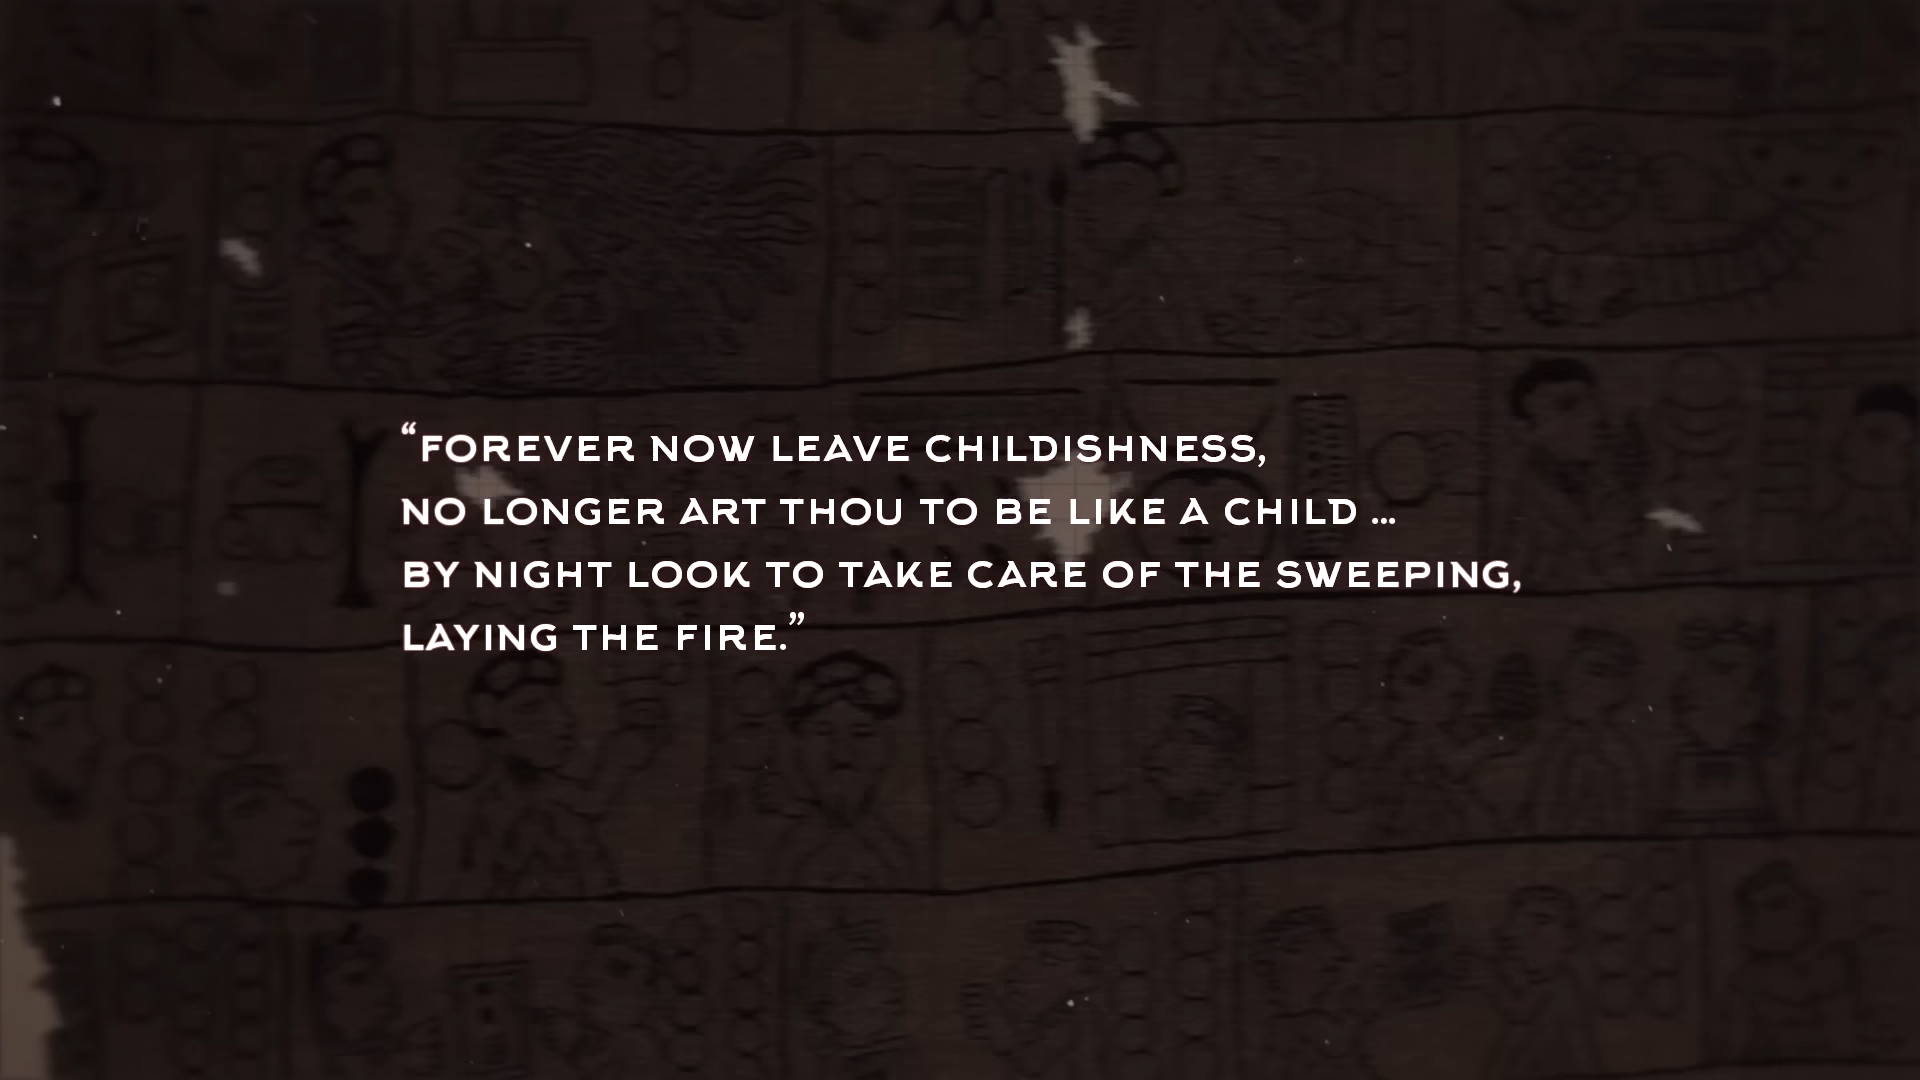 “FOREVER NOW LEAVE CHILDISHNESS,
NO LONGER ART THOU TO BE LIKE A CHILD ...
BY NIGHT LOOK TO TAKE CARE OF THE SWEEPING,
LAYING THE FIRE.”